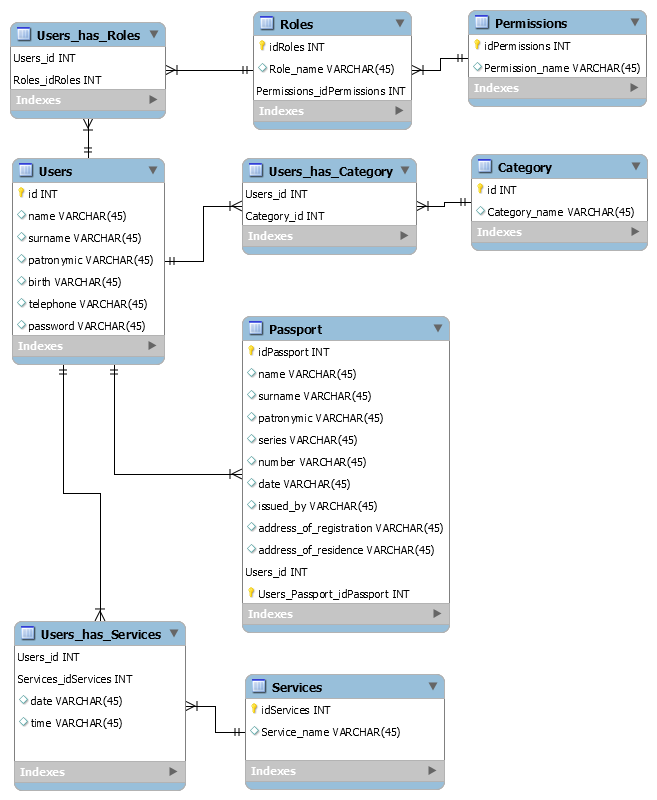 Users_has_Roles
Users_id INT
Roles_idRoles INT
Indexes
Roles
idRoles INT
Role_name VARCHAR(45)
Permissions_idPermissions INT
Indexes
Permissions
idPermissions INT
Permission_name VARCHAR(45)
Indexes
Users
id INT
name VARCHAR(45)
surname VARCHAR(45)
patronymic VARCHAR(45)
birth VARCHAR(45)
telephone VARCHAR(45)
password VARCHAR(45)
Indexes
Users_has_Category
Users_id INT
Category_id INT
Indexes
Category
id INT
Category_name VARCHAR(45)
Indexes
Passport
idPassport INT
name VARCHAR(45)
surname VARCHAR(45)
patronymic VARCHAR(45)
series VARCHAR(45)
number VARCHAR(45)
date VARCHAR(45)
issued_by VARCHAR(45)
address_of_registration VARCHAR(45)
address_of_residence VARCHAR(45)
Users_id INT
Users_Passport_idPassport INT
Indexes
Users_has_Services
Users_id INT
Services_idServices INT
date VARCHAR(45)
time VARCHAR(45)
Indexes
Services
idServices INT
Service_name VARCHAR(45)
Indexes